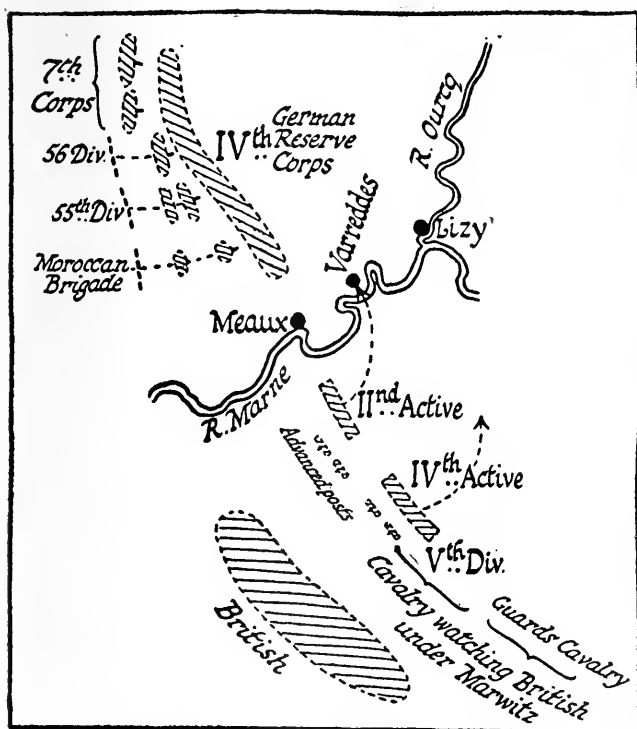 7th
Corps
56 Div.
55th Div
Moroccan
Brigade
IVth
German
Reserve
Corps
R. Ourcq
Varreddes
Lizy
Meaux
R. Marne
IInd Active
Advanced posts
IVth Active
Vth Div.
British
Cavalry watching British
under Marwitz
Guards Cavalry